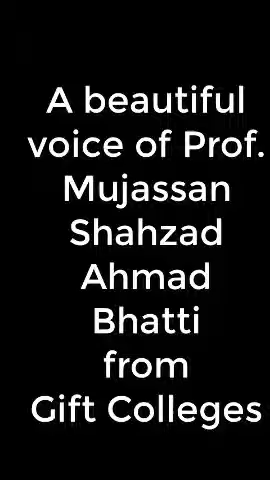 A beautiful
voice of Prof.
Mujassan
Shahzad
Ahmad
Bhatti
from
Gift Colleges